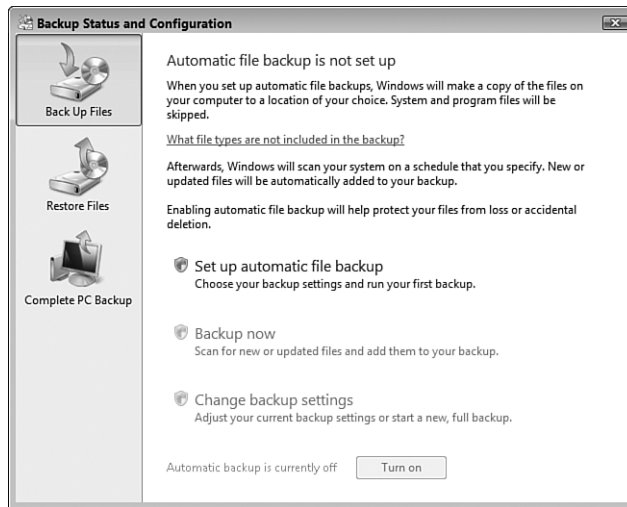 Backup Status and Configuration
Back Up Files
Restore Files
Complete PC Backup
Automatic file backup is not set up
When you set up automatic file backups, Windows will make a copy of the files on
your computer to a location of your choice. System and program files will be
skipped.
What file types are not included in the backup?
Afterwards, Windows will scan your system on a schedule that you specify. New or
updated files will be automatically added to your backup.
Enabling automatic file backup will help protect your files from loss or accidental
deletion.
Set up automatic file backup
Choose your backup settings and run your first backup.
Backup now
Scan for new or updated files and add them to your backup.
Change backup settings
Adjust your current backup settings or start a new, full backup.
Automatic backup is currently off
Turn on